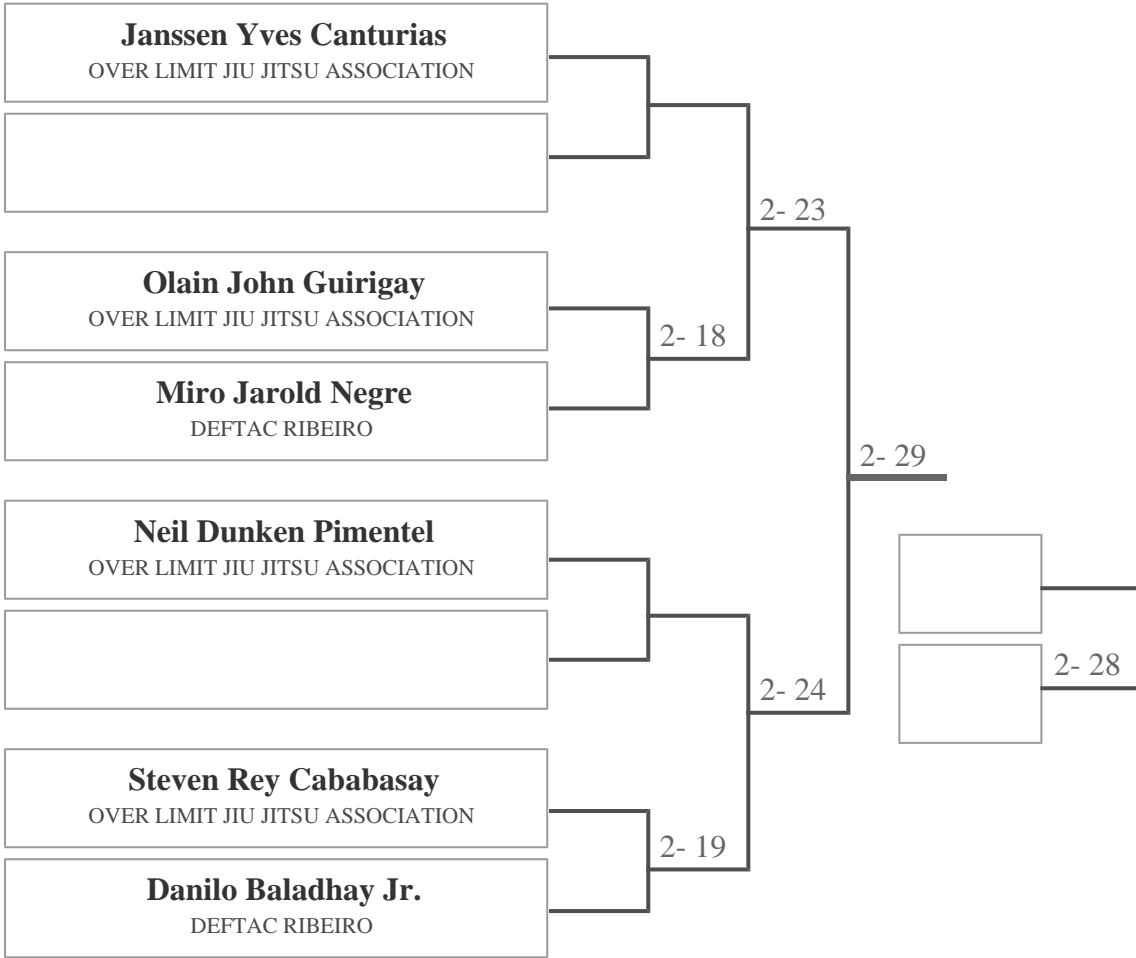 Janssen Yves Canturias
OVER LIMIT JIU JITSU ASSOCIATION
2- 23
Olain John Guirigay
OVER LIMIT JIU JITSU ASSOCIATION
2- 18
Miro Jarold Negre
DEFTAC RIBEIRO
2- 29
Neil Dunken Pimentel
OVER LIMIT JIU JITSU ASSOCIATION
2- 28
2- 24
Steven Rey Cababasay
OVER LIMIT JIU JITSU ASSOCIATION
2- 19
Danilo Baladhay Jr.
DEFTAC RIBEIRO